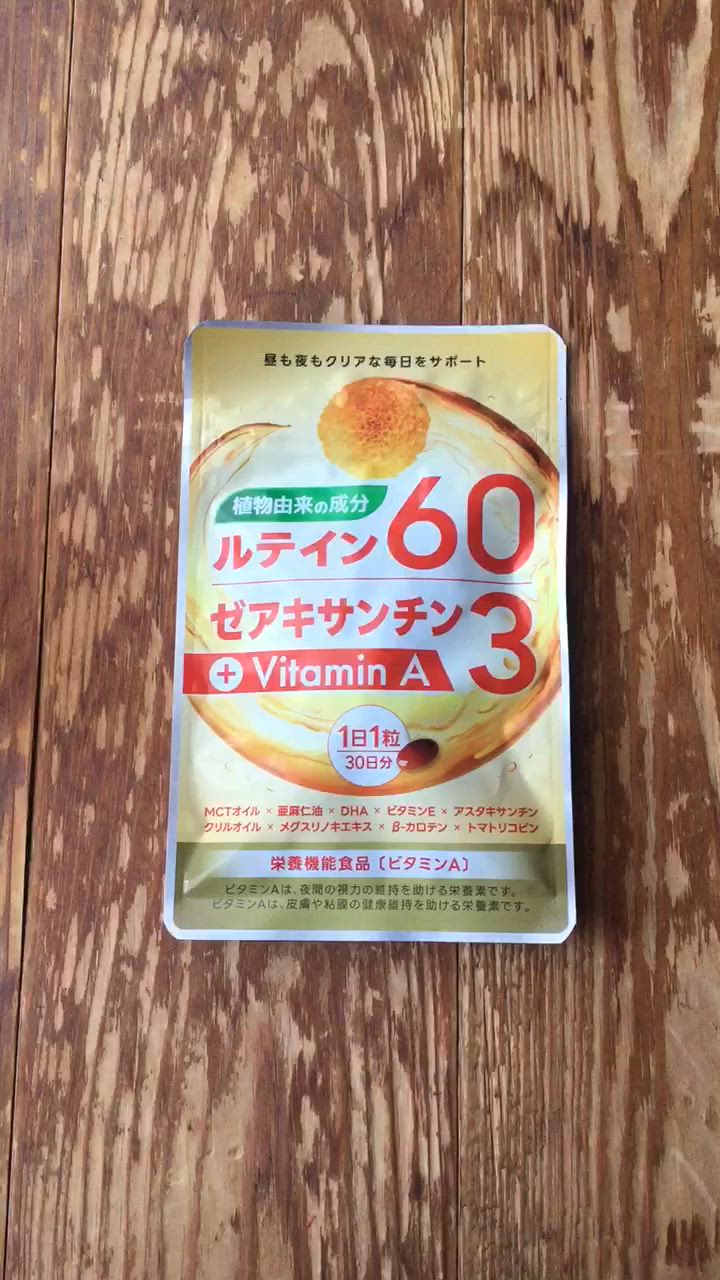 昼も夜もクリアな毎日をサポート
植物由来の成分
ルテイン60
ゼアキサンチン3
+ Vitamin A
1日1粒
30日分
MCTオイル × 亜麻仁油 × DHA × ビタミンE × アスタキサンチン
クリルオイル × メグスリノキエキス × β-カロテン × トマトリコピン
栄養機能食品〔ビタミンA〕
ビタミンAは、夜間の視力の維持を助ける栄養素です。
ビタミンAは、皮膚や粘膜の健康維持を助ける栄養素です。